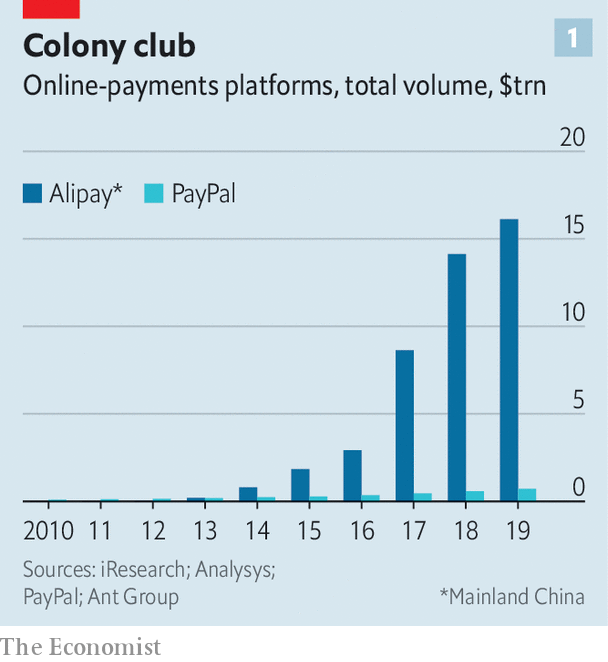 Colony club
1
Online-payments platforms, total volume, $trn
20
Alipay* PayPal
15
10
5
0
2010 11 12 13 14 15 16 17 18 19
Sources: iResearch; Analysys;
PayPal; Ant Group
*Mainland China
The Economist